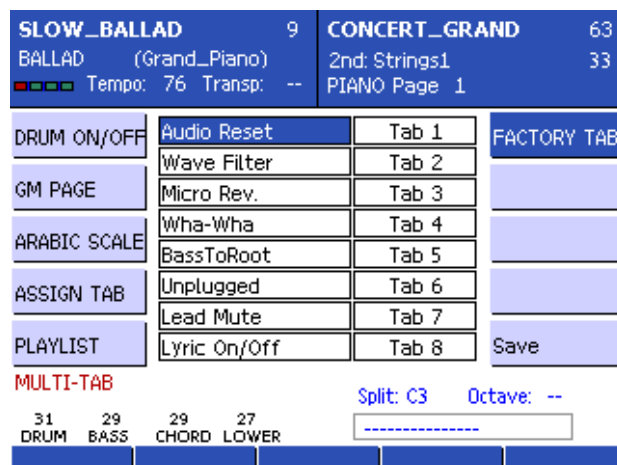 SLOW_BALLAD 9 CONCERT_GRAND 63
BALLAD (Grand_Piano) 2nd: Strings1 33
Tempo: 76 Transp: -- PIANO Page 1
DRUM ON/OFF Audio Reset Tab 1 FACTORY TAB
Wave Filter Tab 2
GM PAGE Micro Rev. Tab 3
Wha-Wha Tab 4
ARABIC SCALE BassToRoot Tab 5
ASSIGN TAB Unplugged Tab 6
Lead Mute Tab 7
PLAYLIST Lyric On/Off Tab 8 Save
MULTI-TAB
Split: C3 Octave: --
31 29 29 27
DRUM BASS CHORD LOWER ---------------